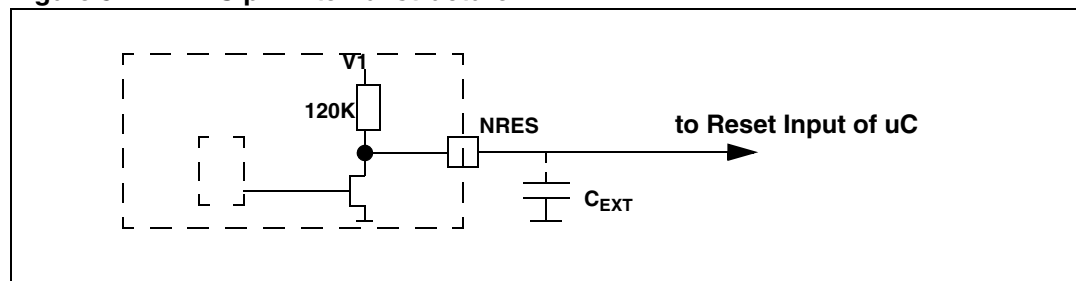 V1
120K
NRES
to Reset Input of uC
CEXT